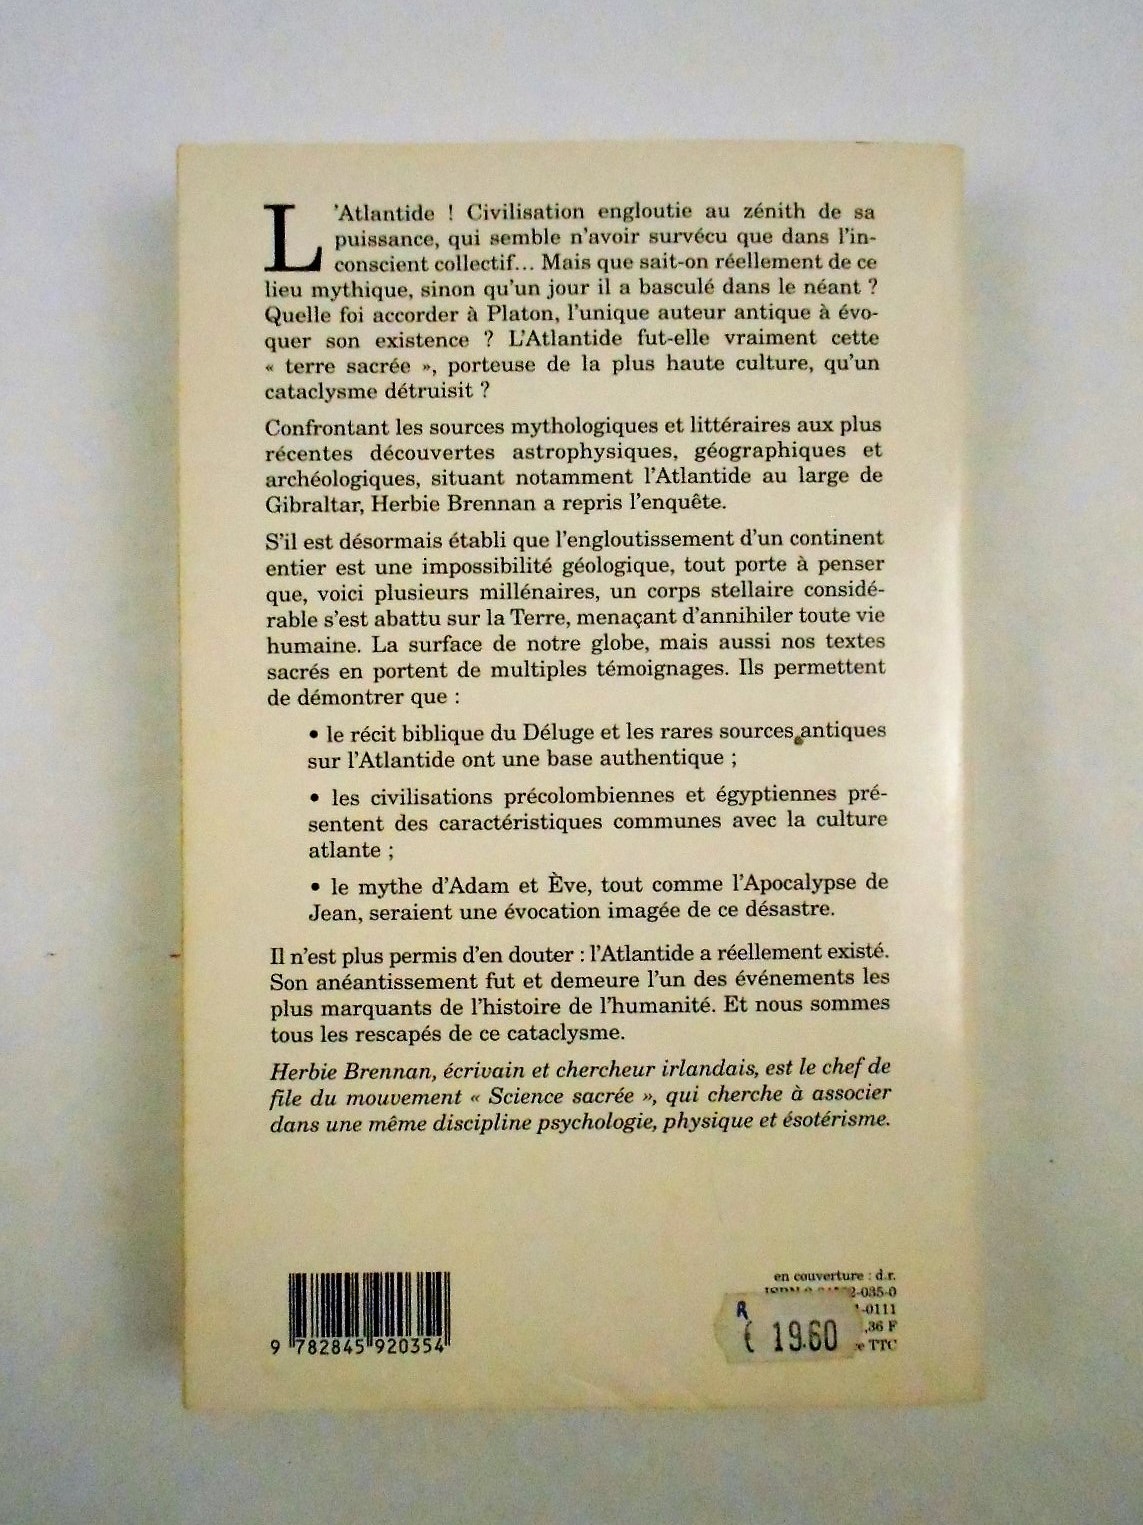 L'Atlantide ! Civilisation engloutie au zénith de sa
puissance, qui semble n'avoir survécu que dans l'in-
conscient collectif... Mais que sait-on réellement de ce
lieu mythique, sinon qu'un jour il a basculé dans le néant ?
Quelle foi accorder à Platon, l'unique auteur antique à évo-
quer son existence ? L'Atlantide fut-elle vraiment cette
« terre sacrée », porteuse de la plus haute culture, qu'un
cataclysme détruisit ?
Confrontant les sources mythologiques et littéraires aux plus
récentes découvertes astrophysiques, géographiques et
archéologiques, situant notamment l'Atlantide au large de
Gibraltar, Herbie Brennan a repris l'enquête.
S'il est désormais établi que l'engloutissement d'un continent
entier est une impossibilité géologique, tout porte à penser
que, voici plusieurs millénaires, un corps stellaire considé-
rable s'est abattu sur la Terre, menaçant d'annihiler toute vie
humaine. La surface de notre globe, mais aussi nos textes
sacrés en portent de multiples témoignages. Ils permettent
de démontrer que :
• le récit biblique du Déluge et les rares sources antiques
sur l'Atlantide ont une base authentique ;
• les civilisations précolombiennes et égyptiennes pré-
sentent des caractéristiques communes avec la culture
atlante ;
• le mythe d'Adam et Ève, tout comme l'Apocalypse de
Jean, seraient une évocation imagée de ce désastre.
Il n'est plus permis d'en douter : l'Atlantide a réellement existé.
Son anéantissement fut et demeure l'un des événements les
plus marquants de l'histoire de l'humanité. Et nous sommes
tous les rescapés de ce cataclysme.
Herbie Brennan, écrivain et chercheur irlandais, est le chef de
file du mouvement « Science sacrée », qui cherche à associer
dans une même discipline psychologie, physique et ésotérisme.
en couverture : d.r.
2-035-0
-0111
,36 F
TTC
R
€ 19.60
9 782845 920354